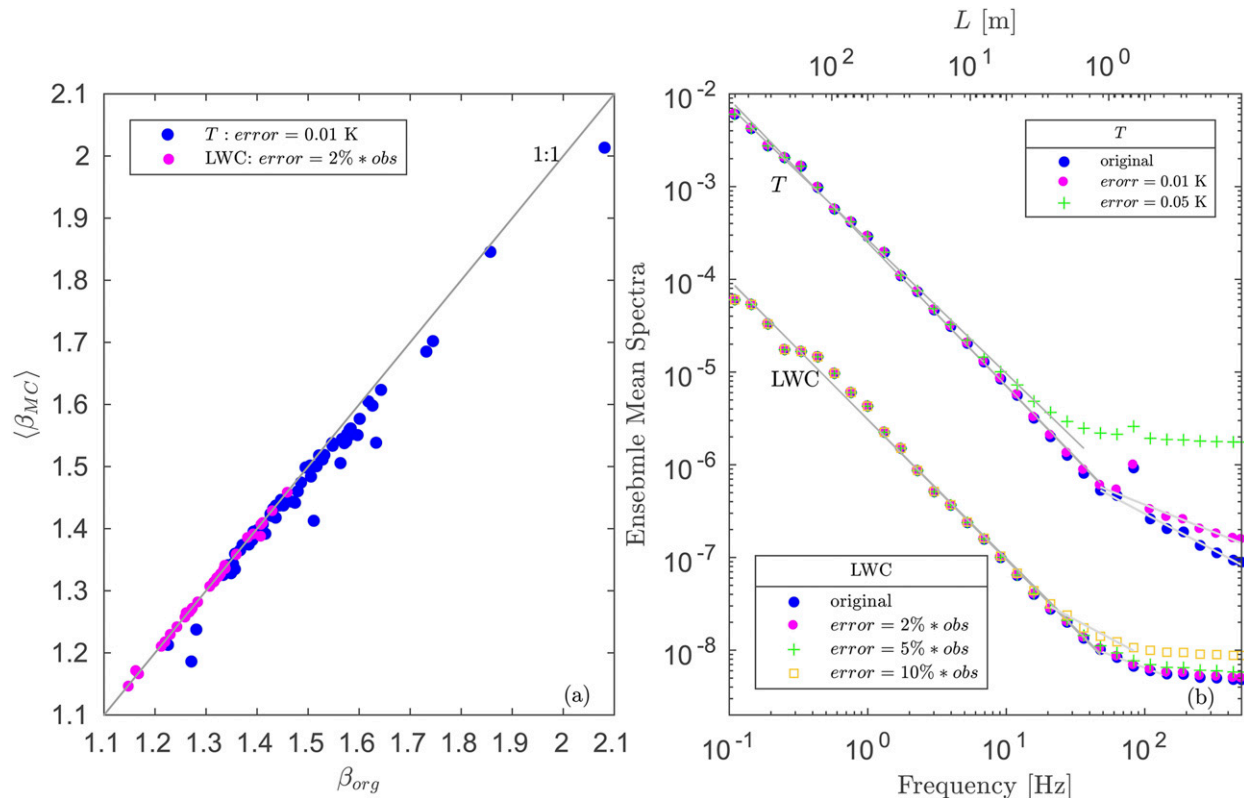 2.1
2
1.9
1.8
1.7
1.6
1.5
1.4
1.3
1.2
1.1
⟨β_MC⟩
T : error = 0.01 K
LWC: error = 2% * obs
1:1
(a)
1.1 1.2 1.3 1.4 1.5 1.6 1.7 1.8 1.9 2 2.1
β_org
L [m]
10^2 10^1 10^0
10^-2
10^-3
10^-4
10^-5
10^-6
10^-7
10^-8
Ensebmle Mean Spectra
T
original
erorr = 0.01 K
error = 0.05 K
T
LWC
LWC
original
error = 2% * obs
error = 5% * obs
error = 10% * obs
(b)
10^-1 10^0 10^1 10^2
Frequency [Hz]